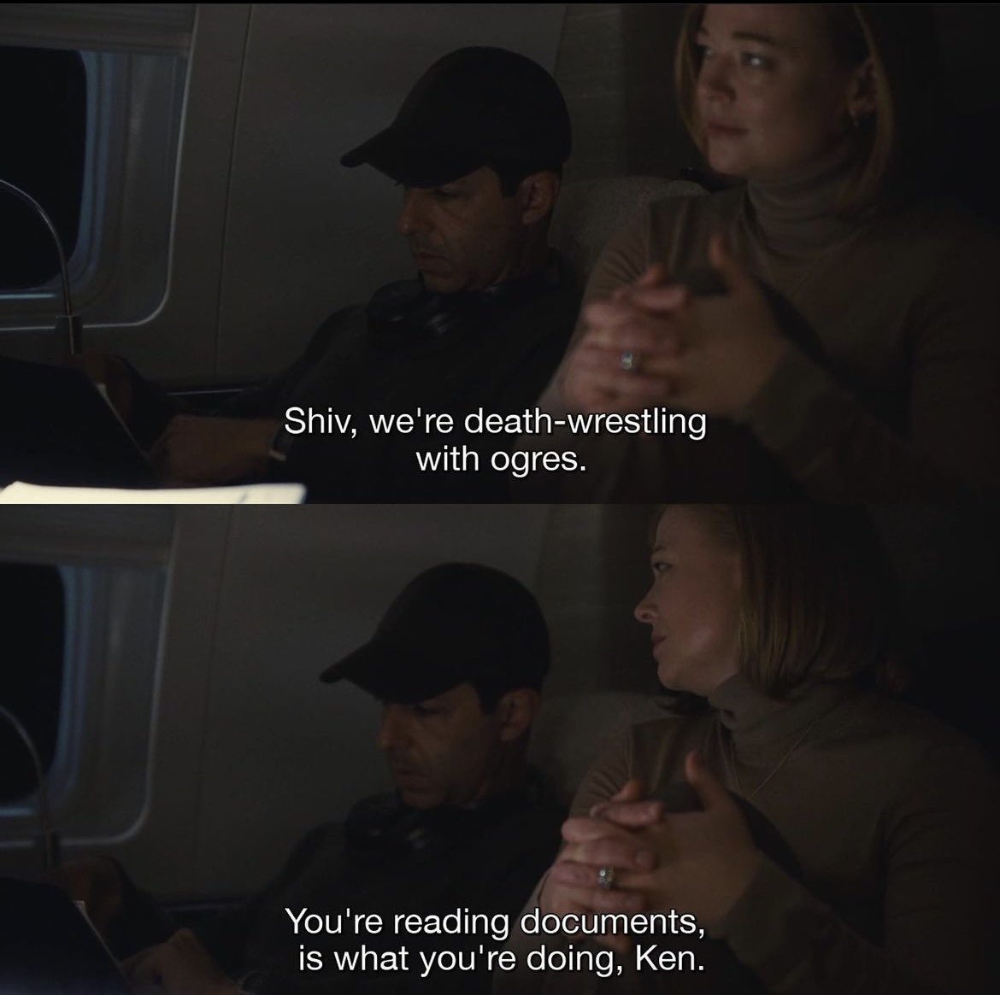 Shiv, we're death-wrestling
with ogres.
You're reading documents,
is what you're doing, Ken.